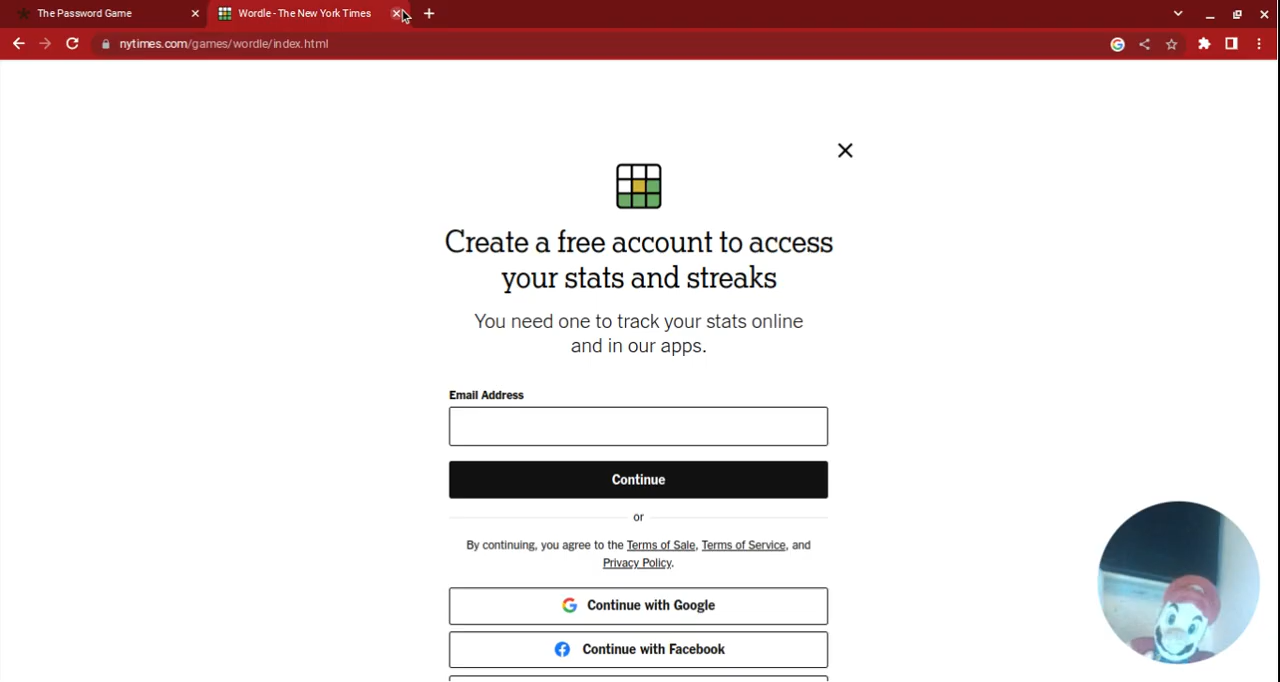 The Password Game
Wordle - The New York Times
nytimes.com/games/wordle/index.html
Create a free account to access
your stats and streaks
You need one to track your stats online
and in our apps.
Email Address
Continue
or
By continuing, you agree to the Terms of Sale, Terms of Service, and
Privacy Policy.
Continue with Google
Continue with Facebook